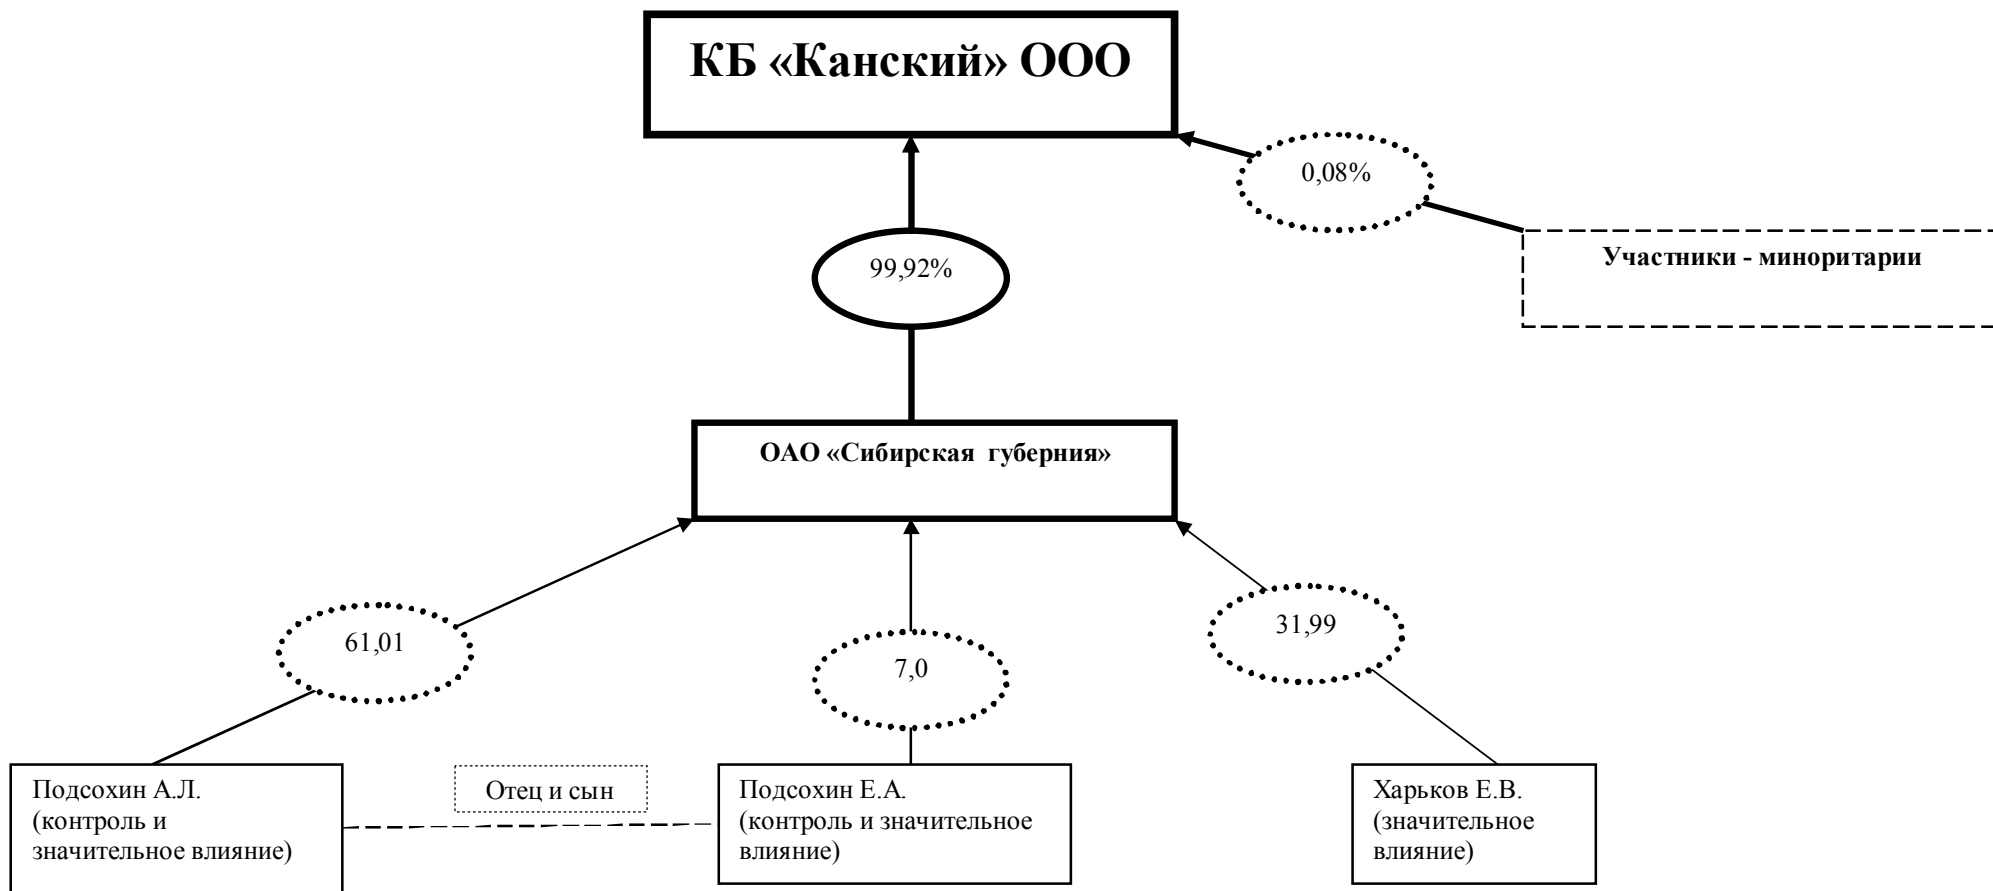 КБ «Канский» ООО
0,08%
Участники - миноритарии
99,92%
ОАО «Сибирская губерния»
61,01
7,0
31,99
Подсохин А.Л.
(контроль и
значительное влияние)
Отец и сын
Подсохин Е.А.
(контроль и значительное
влияние)
Харьков Е.В.
(значительное
влияние)